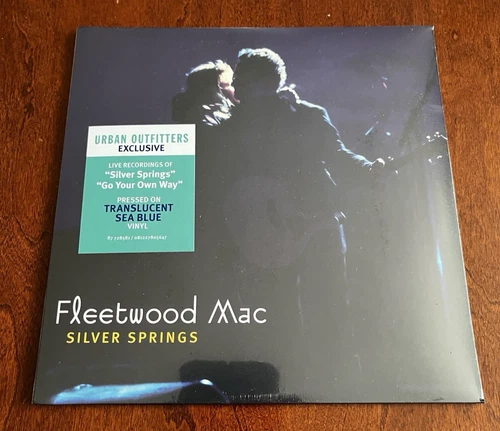 URBAN OUTFITTERS
EXCLUSIVE
LIVE RECORDINGS OF
"Silver Springs"
"Go Your Own Way"
PRESSED ON
TRANSLUCENT
SEA BLUE
VINYL
Fleetwood Mac
SILVER SPRINGS